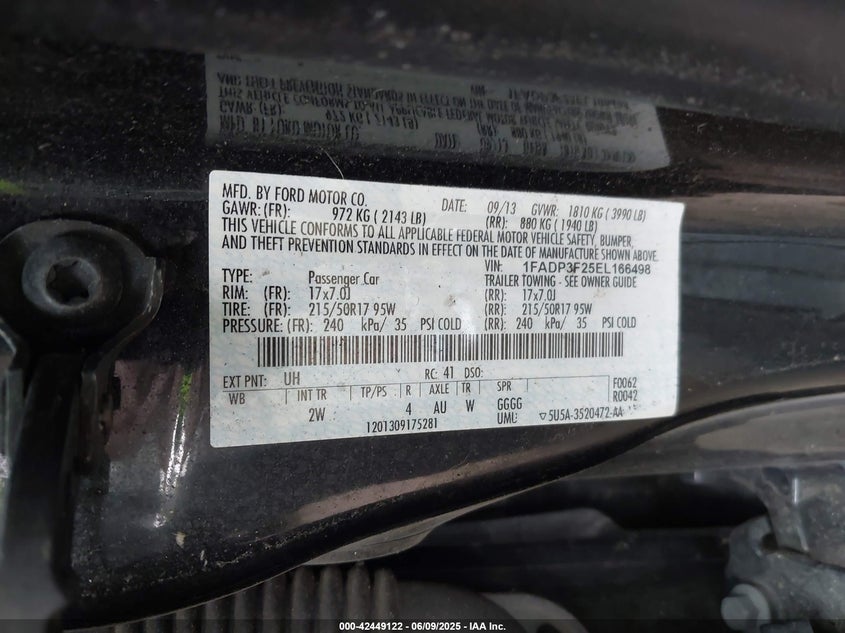 MFD. BY FORD MOTOR CO. DATE: 09/13 GVWR: 1810 KG ( 3990 LB)
GAWR: (FR): 972 KG ( 2143 LB) (RR): 880 KG ( 1940 LB)
THIS VEHICLE CONFORMS TO ALL APPLICABLE FEDERAL MOTOR VEHICLE SAFETY, BUMPER,
AND THEFT PREVENTION STANDARDS IN EFFECT ON THE DATE OF MANUFACTURE SHOWN ABOVE.
VIN: 1FADP3F25EL166498
TYPE: Passenger Car TRAILER TOWING - SEE OWNER GUIDE
RIM: (FR): 17x7.0J (RR): 17x7.0J
TIRE: (FR): 215/50R17 95W (RR): 215/50R17 95W
PRESSURE: (FR): 240 kPa/ 35 PSI COLD (RR): 240 kPa/ 35 PSI COLD
EXT PNT: UH RC: 41 DSO:
WB INT TR TP/PS R AXLE TR SPR F0062
2W 4 AU W GGGG R0042
1201309175281 UML ▽5U5A-3520472-AA
000-42449122 - 06/09/2025 - IAA Inc.